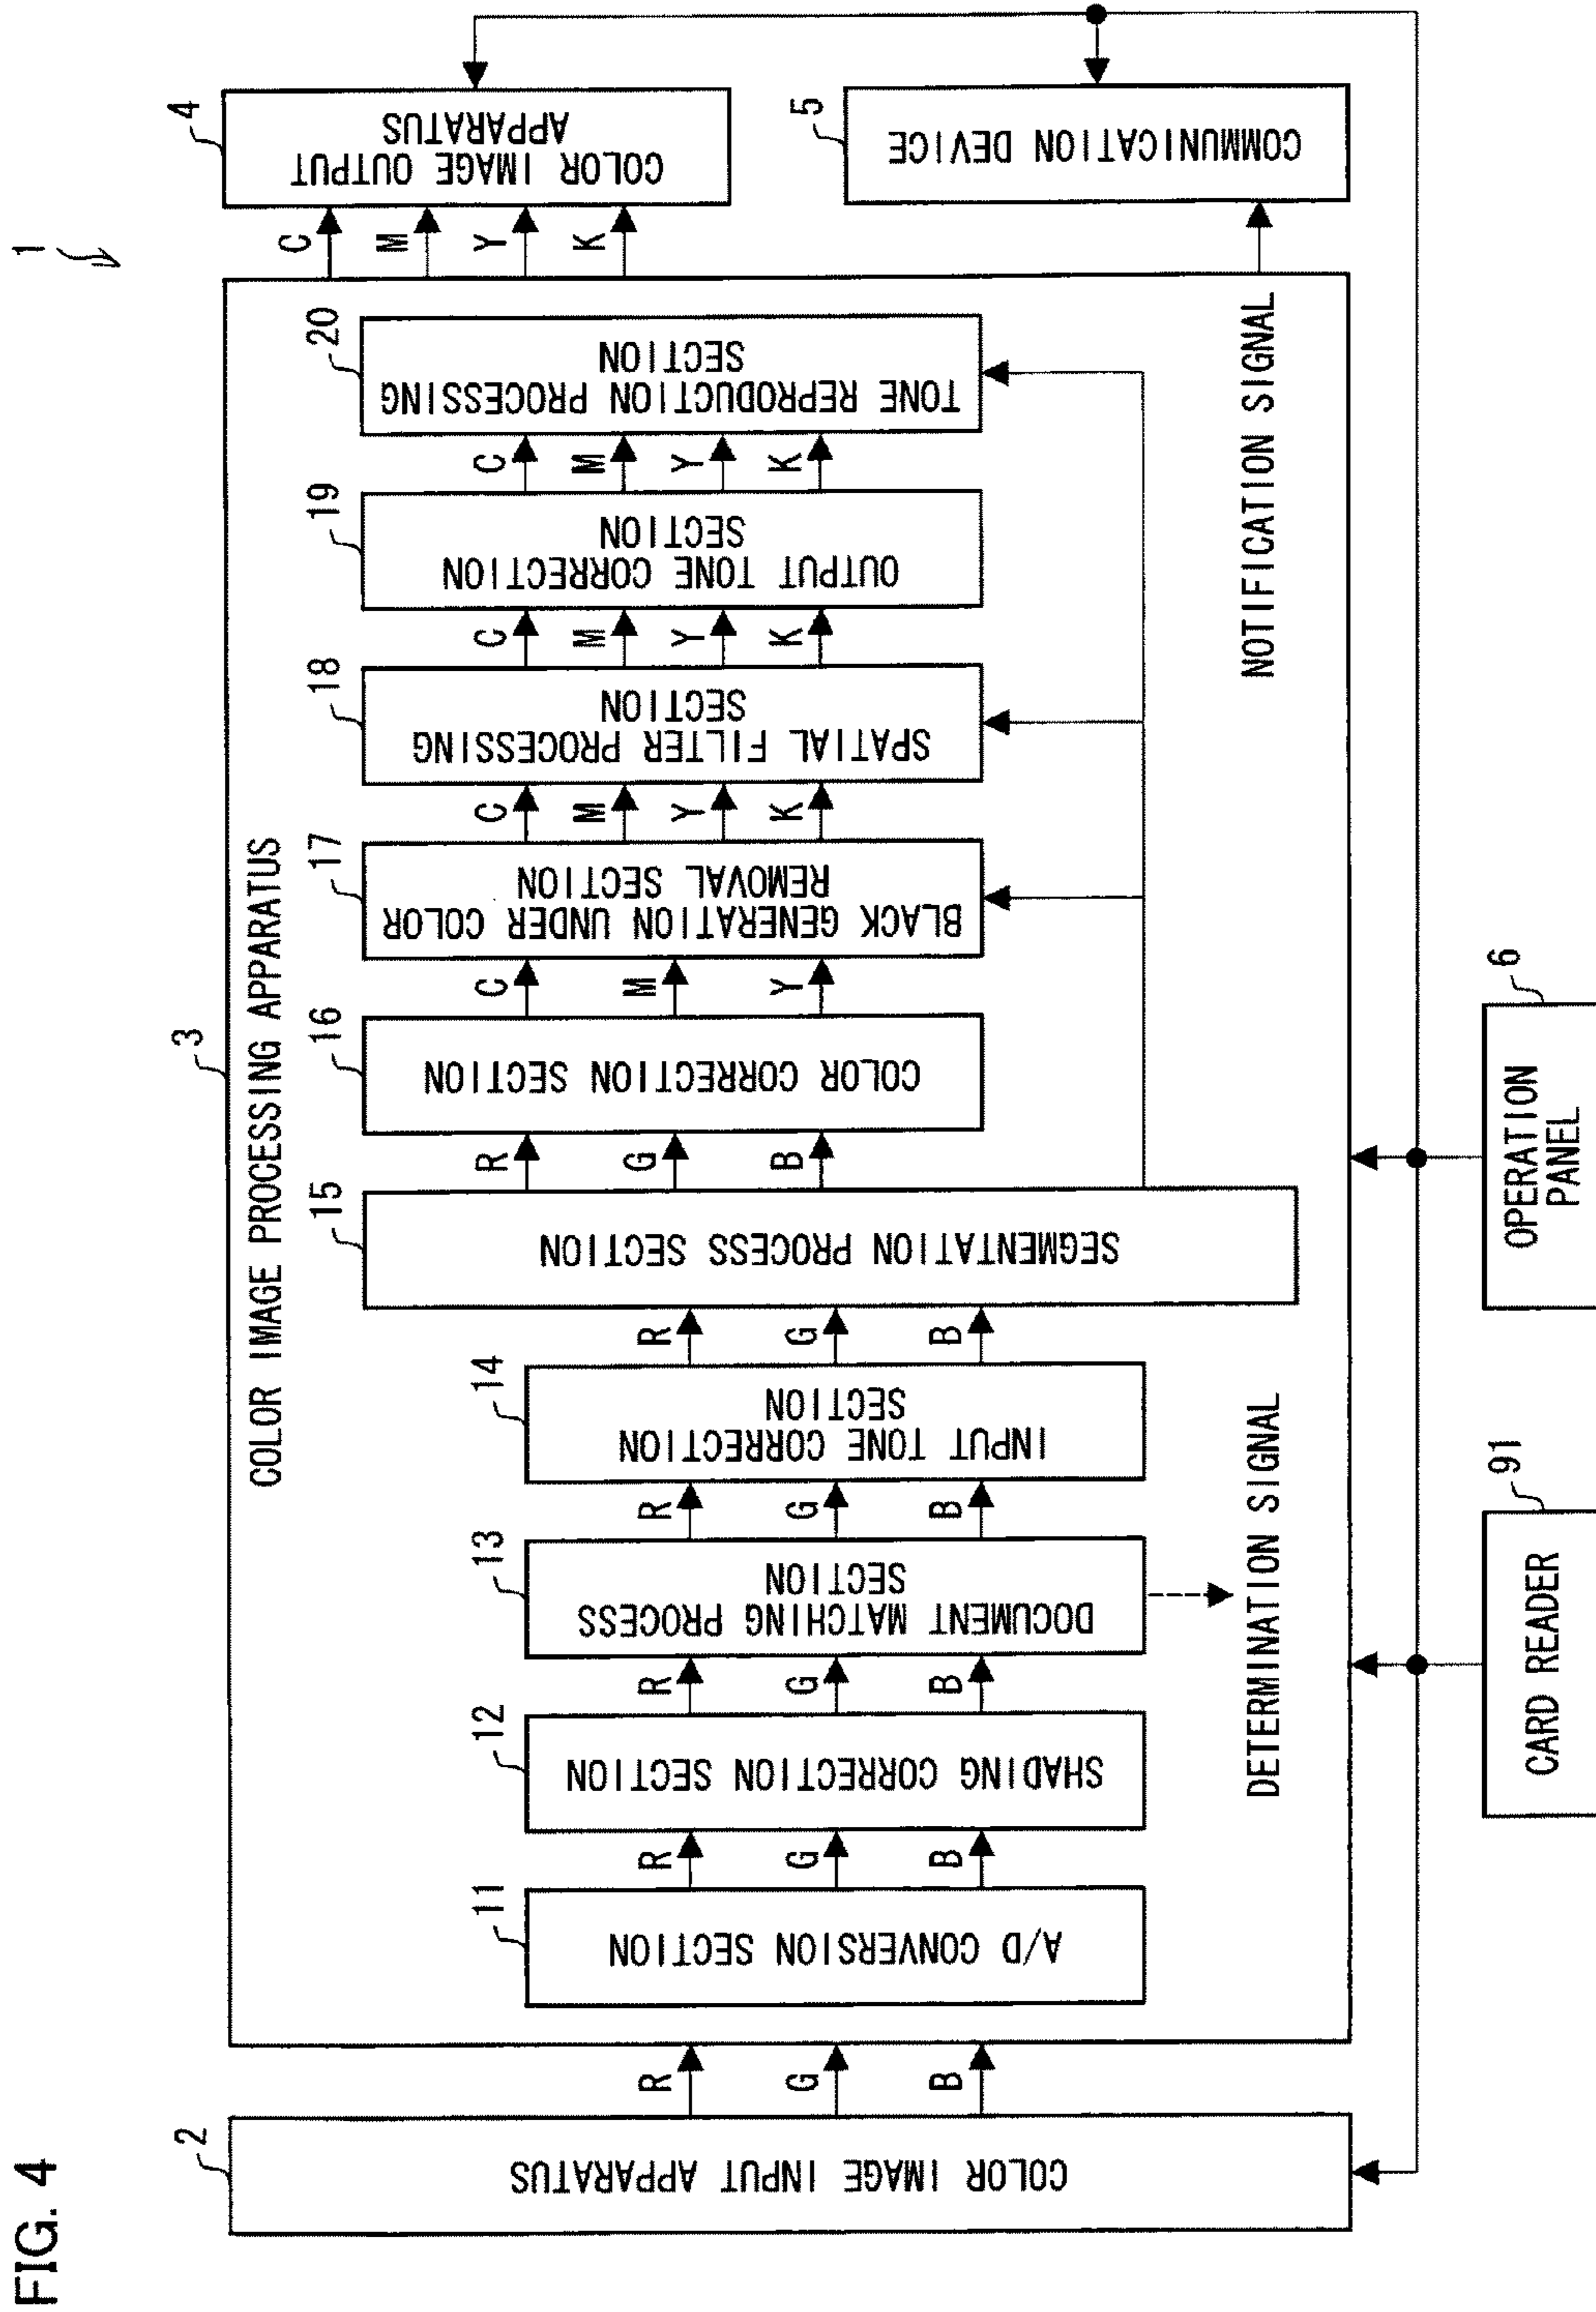 FIG. 4
1
3
COLOR IMAGE PROCESSING APPARATUS
2
COLOR IMAGE INPUT APPARATUS
R
G
B
11
A/D CONVERSION SECTION
R
G
B
12
SHADING CORRECTION SECTION
R
G
B
13
DOCUMENT MATCHING PROCESS
SECTION
DETERMINATION SIGNAL
R
G
B
14
INPUT TONE CORRECTION
SECTION
R
G
B
15
SEGMENTATION PROCESS SECTION
R
G
B
16
COLOR CORRECTION SECTION
C
M
Y
17
BLACK GENERATION UNDER COLOR
REMOVAL SECTION
C
M
Y
K
18
SPATIAL FILTER PROCESSING
SECTION
C
M
Y
K
19
OUTPUT TONE CORRECTION
SECTION
C
M
Y
K
20
TONE REPRODUCTION PROCESSING
SECTION
NOTIFICATION SIGNAL
C
M
Y
K
4
COLOR IMAGE OUTPUT
APPARATUS
5
COMMUNICATION DEVICE
91
CARD READER
6
OPERATION
PANEL